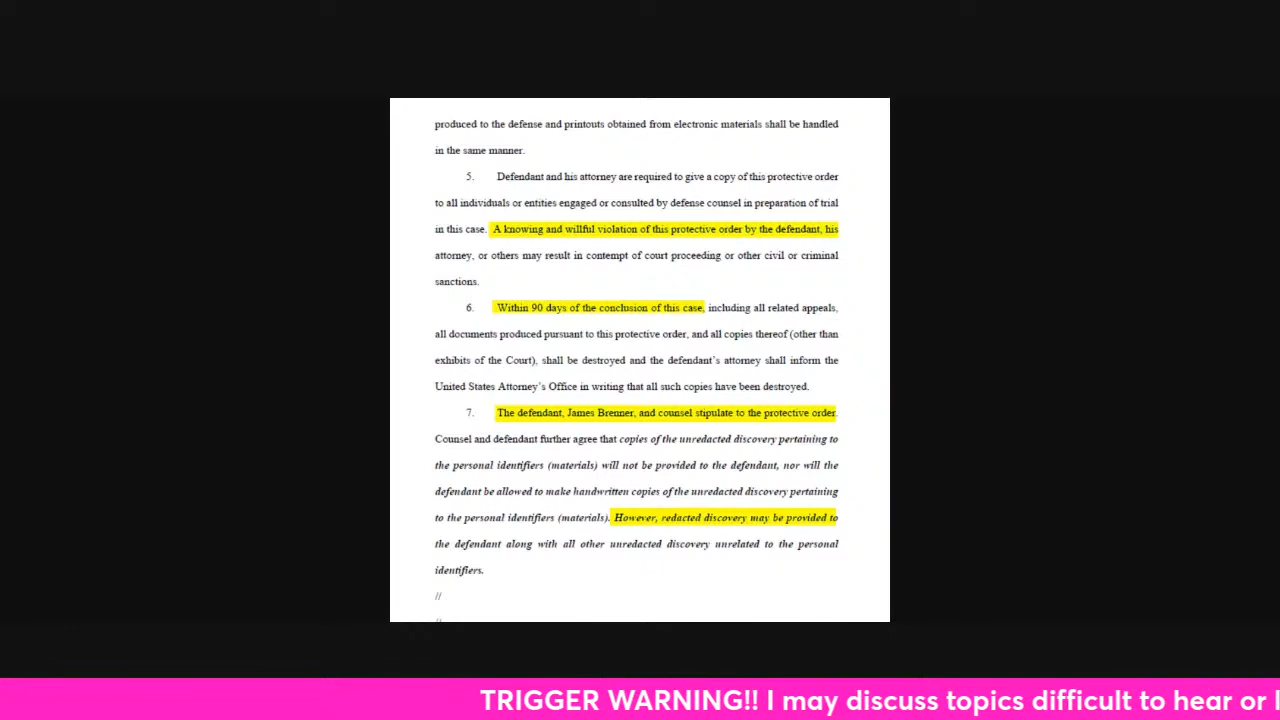 produced to the defense and printouts obtained from electronic materials shall be handled
in the same manner.
5. Defendant and his attorney are required to give a copy of this protective order
to all individuals or entities engaged or consulted by defense counsel in preparation of trial
in this case. A knowing and willful violation of this protective order by the defendant, his
attorney, or others may result in contempt of court proceeding or other civil or criminal
sanctions.
6. Within 90 days of the conclusion of this case, including all related appeals,
all documents produced pursuant to this protective order, and all copies thereof (other than
exhibits of the Court), shall be destroyed and the defendant's attorney shall inform the
United States Attorney's Office in writing that all such copies have been destroyed.
7. The defendant, James Brenner, and counsel stipulate to the protective order.
Counsel and defendant further agree that copies of the unredacted discovery pertaining to
the personal identifiers (materials) will not be provided to the defendant, nor will the
defendant be allowed to make handwritten copies of the unredacted discovery pertaining
to the personal identifiers (materials). However, redacted discovery may be provided to
the defendant along with all other unredacted discovery unrelated to the personal
identifiers.
//
//
TRIGGER WARNING!! I may discuss topics difficult to hear or